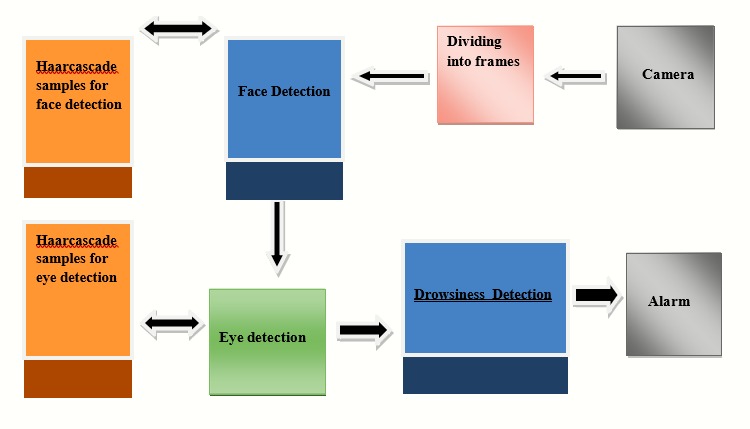 Haarcascade
samples for
face detection
Face Detection
Dividing
into frames
Camera
Haarcascade
samples for
eye detection
Eye detection
Drowsiness Detection
Alarm